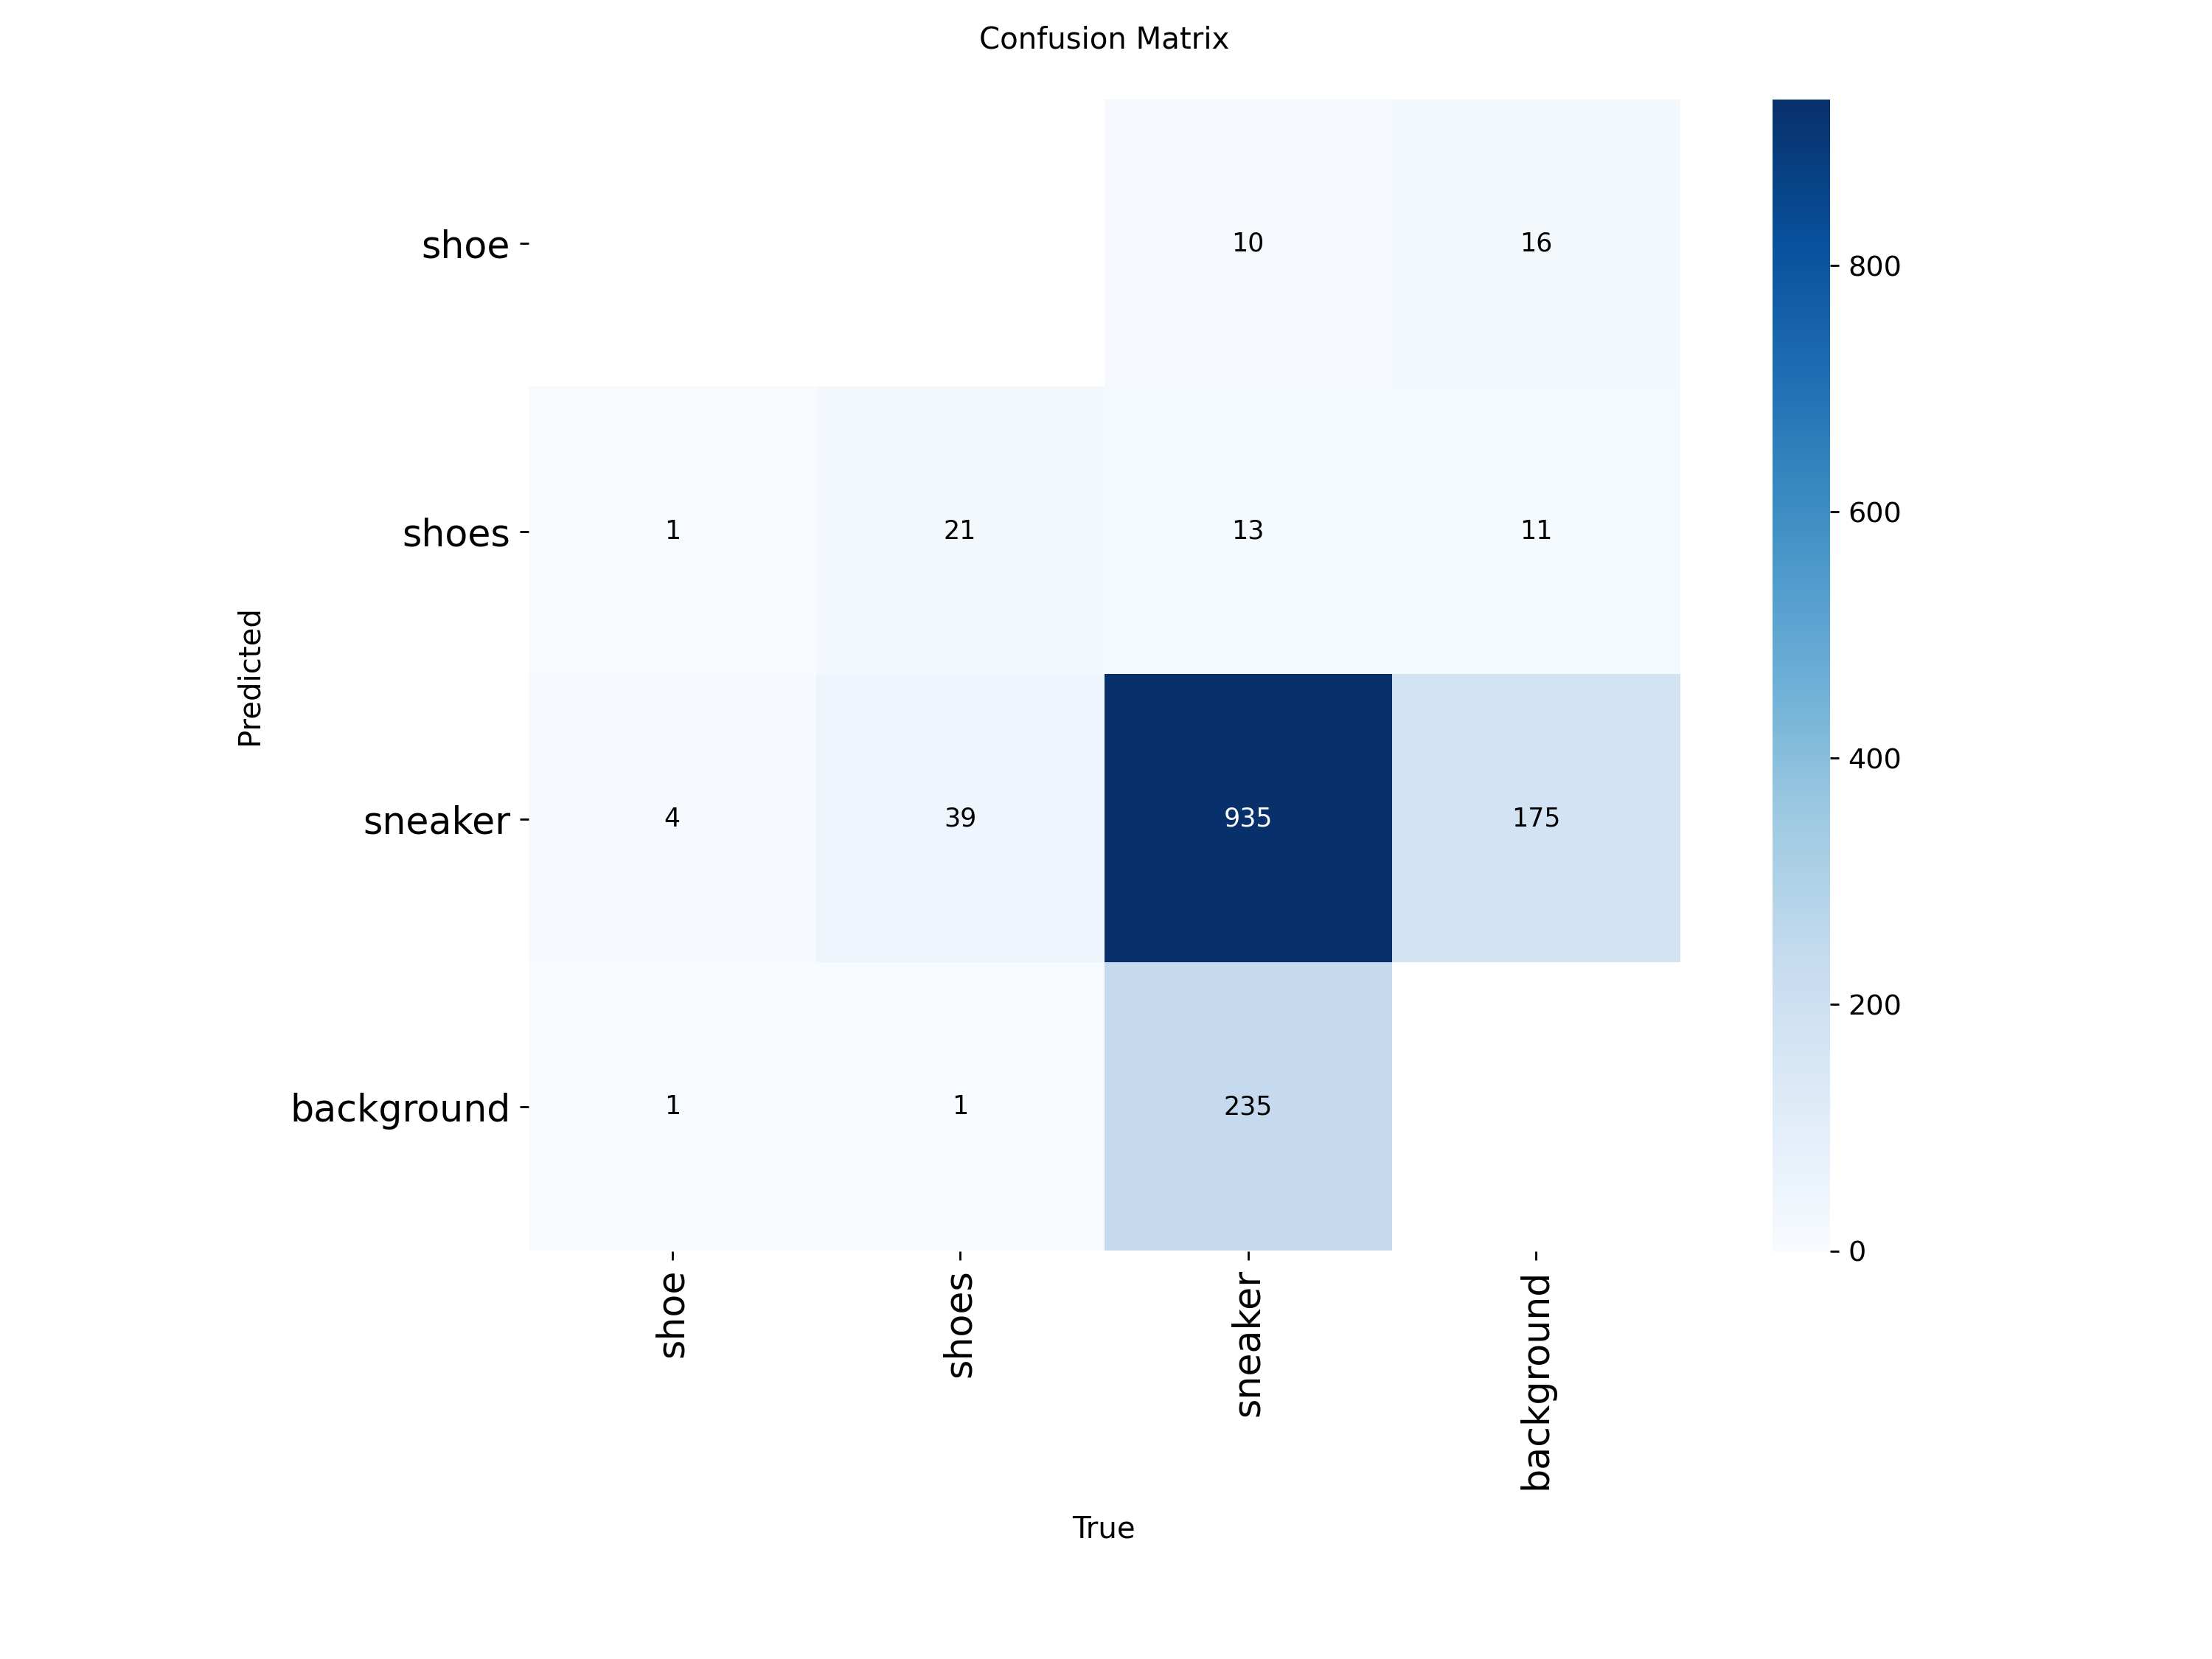 Confusion Matrix
shoe
10
16
800
shoes
1
21
13
11
600
Predicted
sneaker
4
39
935
175
400
200
background
1
1
235
0
shoe
shoes
sneaker
background
True